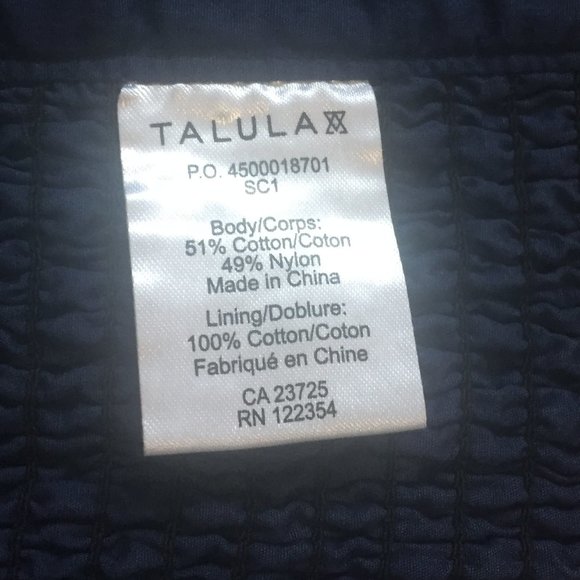 TALULA
P.O. 4500018701
SC1
Body/Corps:
51% Cotton/Coton
49% Nylon
Made in China
Lining/Doblure:
100% Cotton/Coton
Fabriqué en Chine
CA 23725
RN 122354